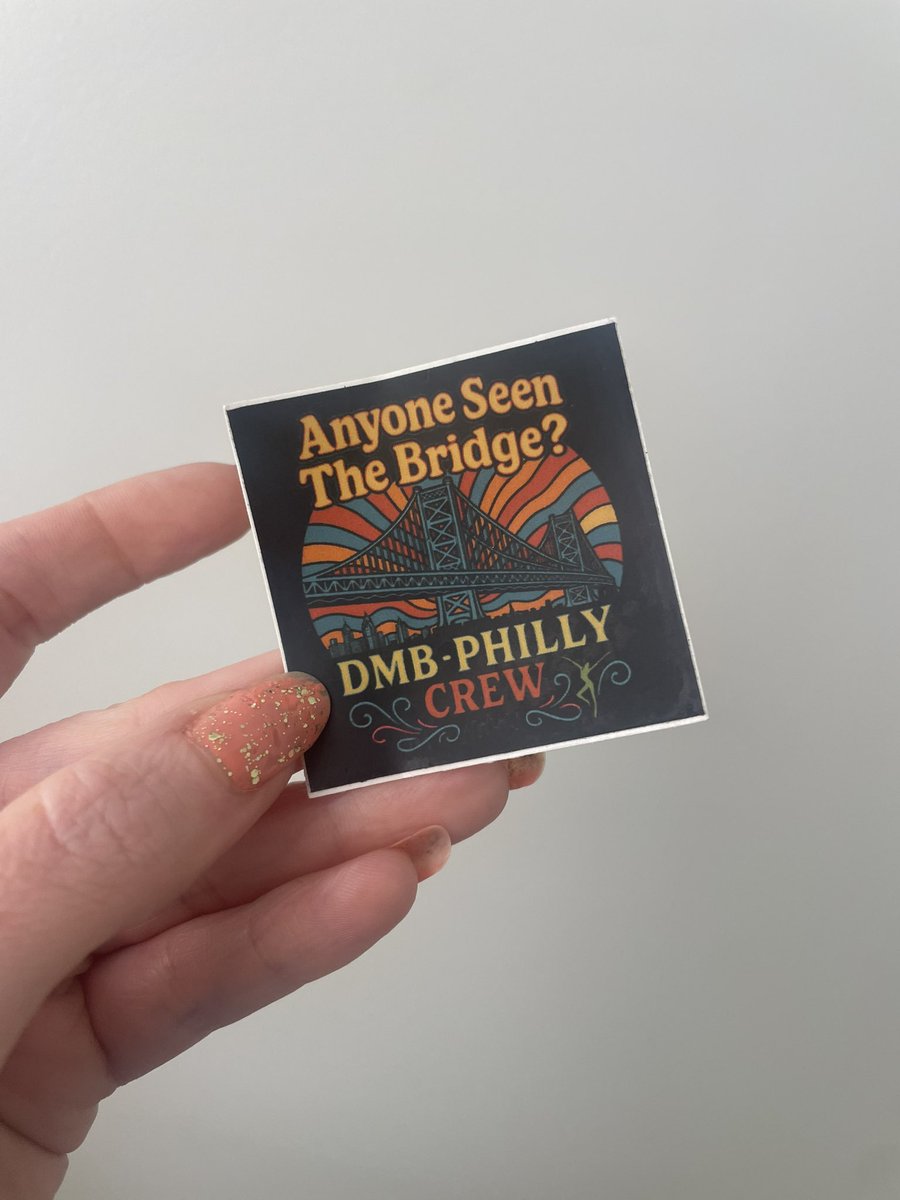 Anyone Seen
The Bridge?
DMB-PHILLY
CREW